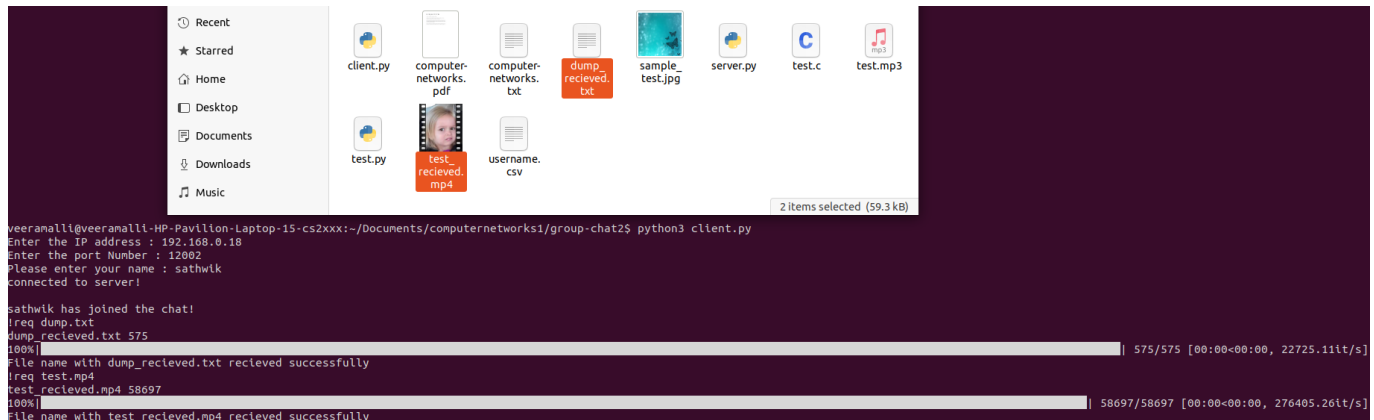 Recent
Starred
Home
Desktop
Documents
Downloads
Music
client.py
computer-
networks.
pdf
computer-
networks.
txt
dump_
recieved.
txt
sample_
test.jpg
server.py
C
test.c
mp3
test.mp3
test.py
test_
recieved.
mp4
username.
csv
2 items selected (59.3 kB)
veeramalli@veeramalli-HP-Pavilion-Laptop-15-cs2xxx:~/Documents/computernetworks1/group-chat2$ python3 client.py
Enter the IP address : 192.168.0.18
Enter the port Number : 12002
Please enter your name : sathwik
connected to server!
sathwik has joined the chat!
!req dump.txt
dump_recieved.txt 575
100%| | 575/575 [00:00<00:00, 22725.11it/s]
File name with dump_recieved.txt recieved successfully
!req test.mp4
test_recieved.mp4 58697
100%| | 58697/58697 [00:00<00:00, 276405.26it/s]
File name with test_recieved.mp4 recieved successfully